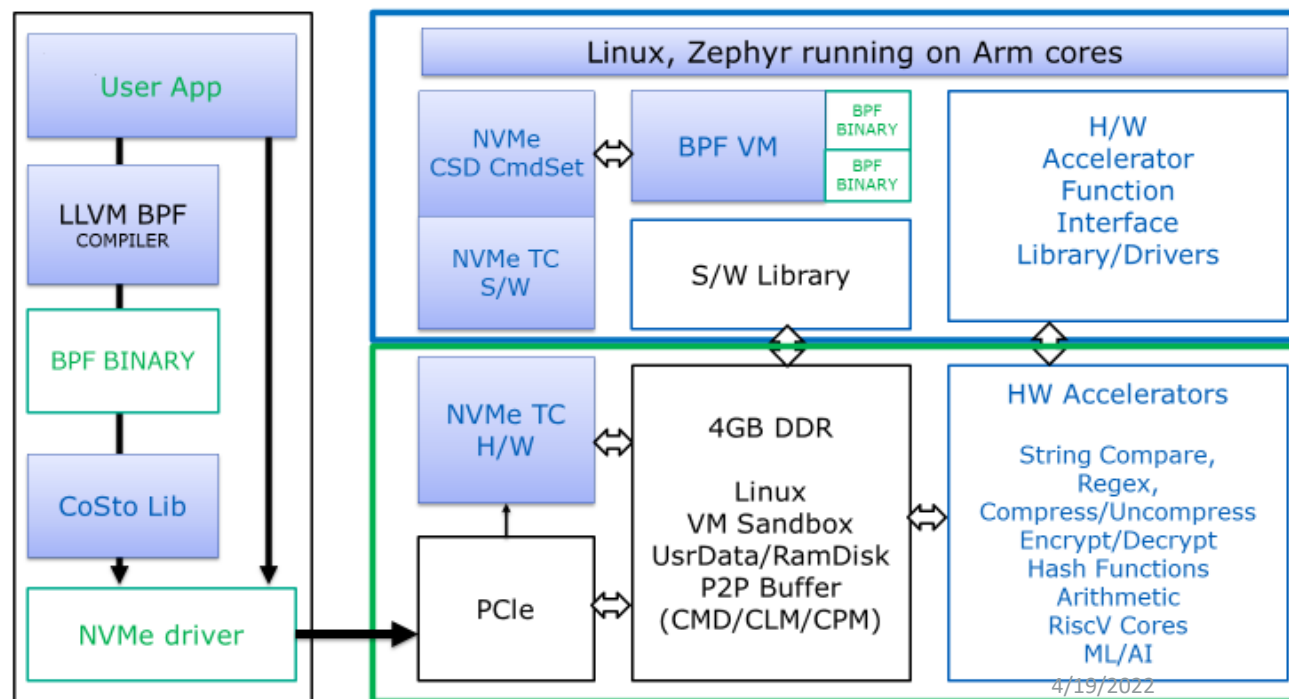 User App
LLVM BPF
COMPILER
BPF BINARY
CoSto Lib
NVMe driver
Linux, Zephyr running on Arm cores
NVMe
CSD CmdSet
BPF VM
BPF
BINARY
BPF
BINARY
NVMe TC
S/W
S/W Library
H/W
Accelerator
Function
Interface
Library/Drivers
NVMe TC
H/W
PCIe
4GB DDR
Linux
VM Sandbox
UsrData/RamDisk
P2P Buffer
(CMD/CLM/CPM)
HW Accelerators
String Compare,
Regex,
Compress/Uncompress
Encrypt/Decrypt
Hash Functions
Arithmetic
RiscV Cores
ML/AI
4/19/2022